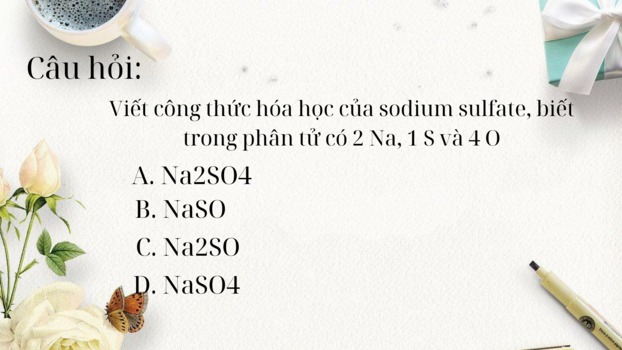 Câu hỏi:
Viết công thức hóa học của sodium sulfate, biết
trong phân tử có 2 Na, 1 S và 4 O
A. Na2SO4
B. NaSO
C. Na2SO
D. NaSO4